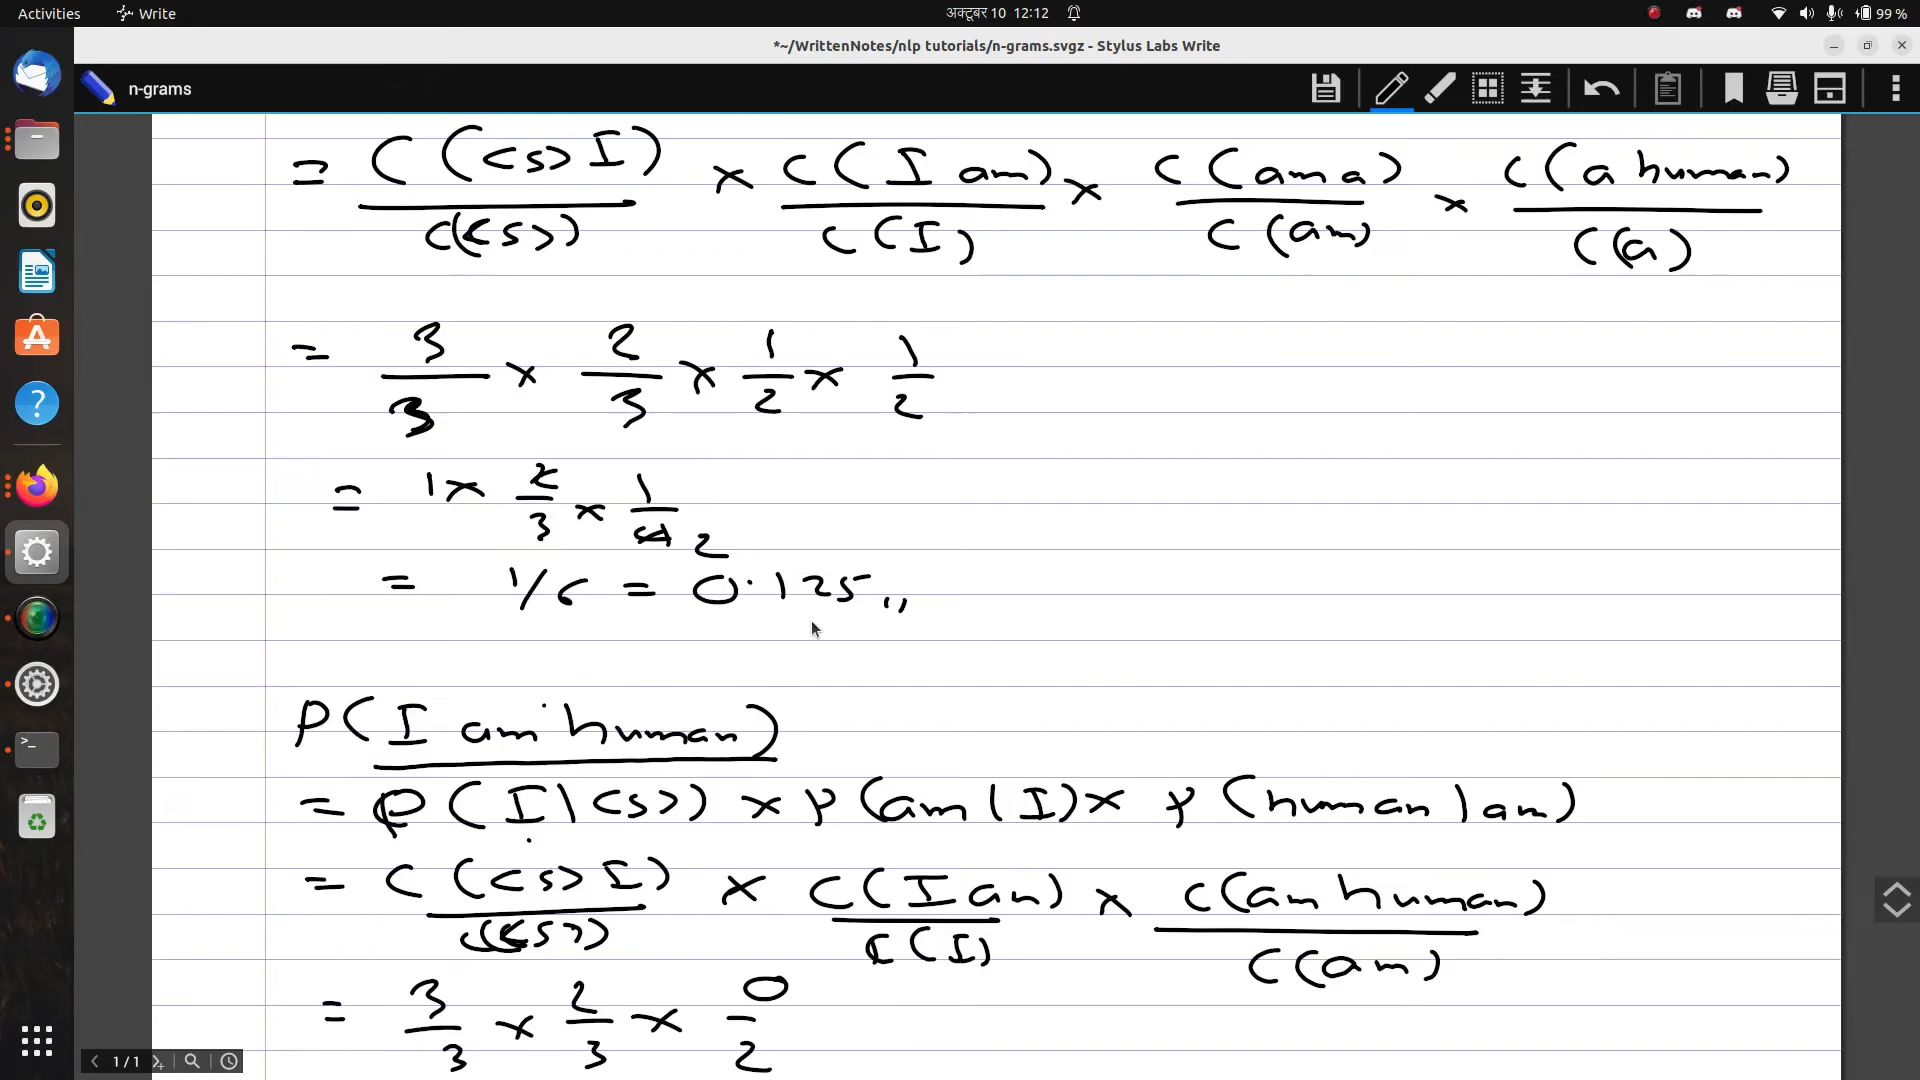 Activities Write अक्टूबर 10 12:12 99 %
*~/WrittenNotes/nlp tutorials/n-grams.svgz - Stylus Labs Write
n-grams
= C(<s> I) / C(<s>) × C(I am) / C(I) × C(am a) / C(am) × C(a human) / C(a)
= 3/3 × 2/3 × 1/2 × 1/2
= 1 × 2/3 × 1/4 2
= 1/6 = 0.125 ,,
P(I am human)
= P(I | <s>) × P(am | I) × P(human | am)
= C(<s> I) / C(<s>) × C(I am) / C(I) × C(am human) / C(am)
= 3/3 × 2/3 × 0/2
1 / 1